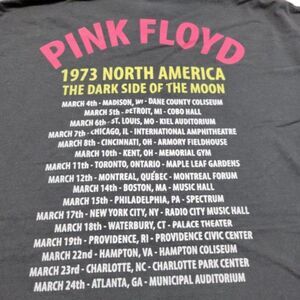 PINK FLOYD
1973 NORTH AMERICA
THE DARK SIDE OF THE MOON
MARCH 4th - MADISON, WI - DANE COUNTY COLISEUM
MARCH 5th - DETROIT, MI - COBO HALL
MARCH 6th - ST. LOUIS, MO - KIEL AUDITORIUM
MARCH 7th - CHICAGO, IL - INTERNATIONAL AMPHITHEATRE
MARCH 8th - CINCINNATI, OH - ARMORY FIELDHOUSE
MARCH 10th - KENT, OH - MEMORIAL GYM
MARCH 11th - TORONTO, ONTARIO - MAPLE LEAF GARDENS
MARCH 12th - MONTREAL, QUÉBEC - MONTREAL FORUM
MARCH 14th - BOSTON, MA - MUSIC HALL
MARCH 15th - PHILADELPHIA, PA - SPECTRUM
MARCH 17th - NEW YORK CITY, NY - RADIO CITY MUSIC HALL
MARCH 18th - WATERBURY, CT - PALACE THEATER
MARCH 19th - PROVIDENCE, RI - PROVIDENCE CIVIC CENTER
MARCH 22nd - HAMPTON, VA - HAMPTON COLISEUM
MARCH 23rd - CHARLOTTE, NC - CHARLOTTE PARK CENTER
MARCH 24th - ATLANTA, GA - MUNICIPAL AUDITORIUM